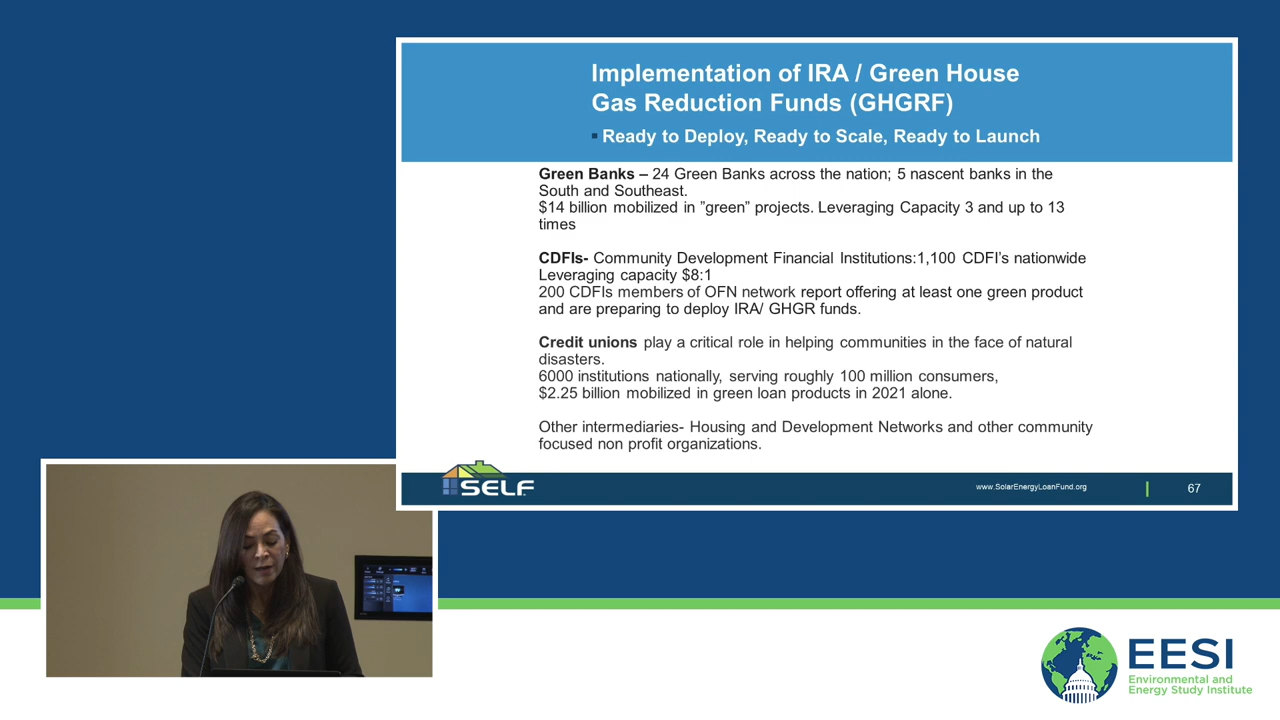 Implementation of IRA / Green House
Gas Reduction Funds (GHGRF)
▪ Ready to Deploy, Ready to Scale, Ready to Launch
Green Banks – 24 Green Banks across the nation; 5 nascent banks in the
South and Southeast.
$14 billion mobilized in ”green” projects. Leveraging Capacity 3 and up to 13
times
CDFIs- Community Development Financial Institutions:1,100 CDFI’s nationwide
Leveraging capacity $8:1
200 CDFIs members of OFN network report offering at least one green product
and are preparing to deploy IRA/ GHGR funds.
Credit unions play a critical role in helping communities in the face of natural
disasters.
6000 institutions nationally, serving roughly 100 million consumers,
$2.25 billion mobilized in green loan products in 2021 alone.
Other intermediaries- Housing and Development Networks and other community
focused non profit organizations.
SELF
www.SolarEnergyLoanFund.org | 67
EESI
Environmental and
Energy Study Institute